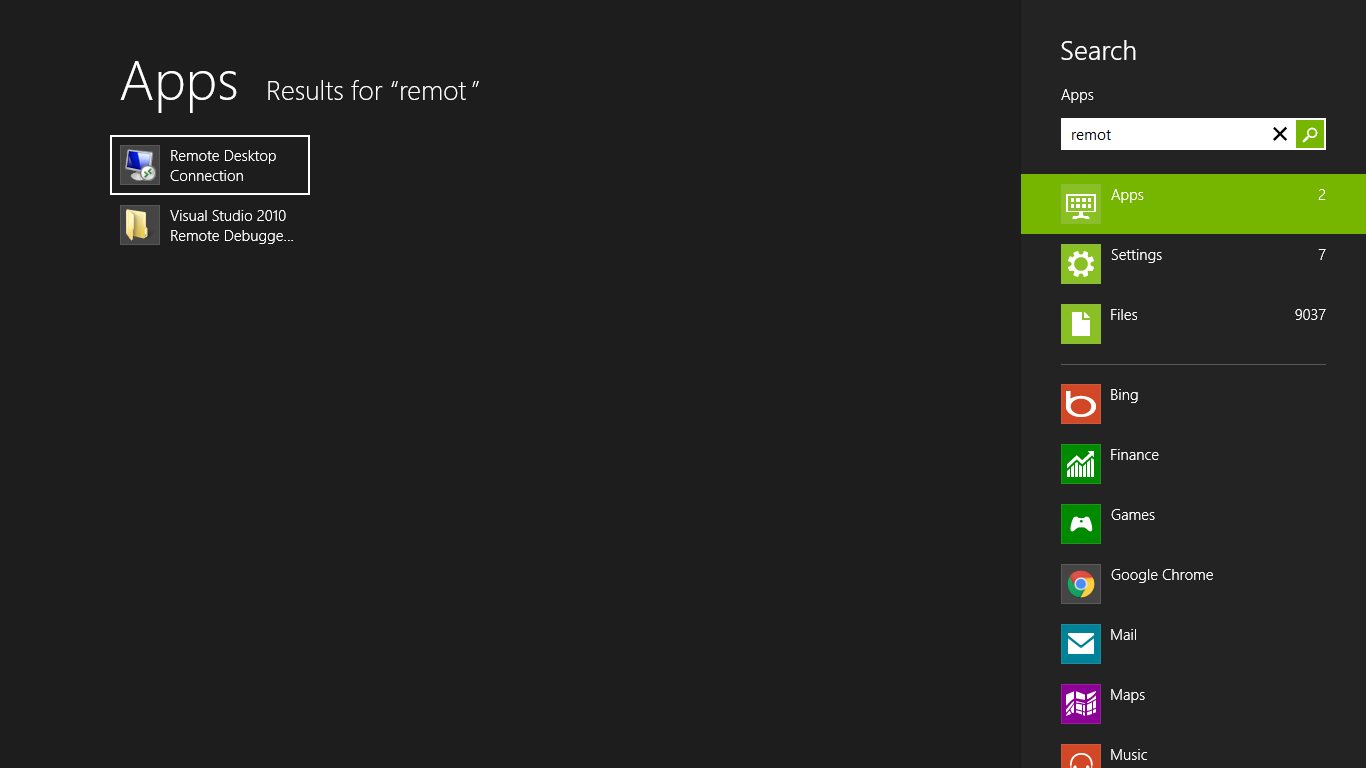 Apps Results for “remot”
Remote Desktop
Connection
Visual Studio 2010
Remote Debugge...
Search
Apps
remot
Apps 2
Settings 7
Files 9037
Bing
Finance
Games
Google Chrome
Mail
Maps
Music